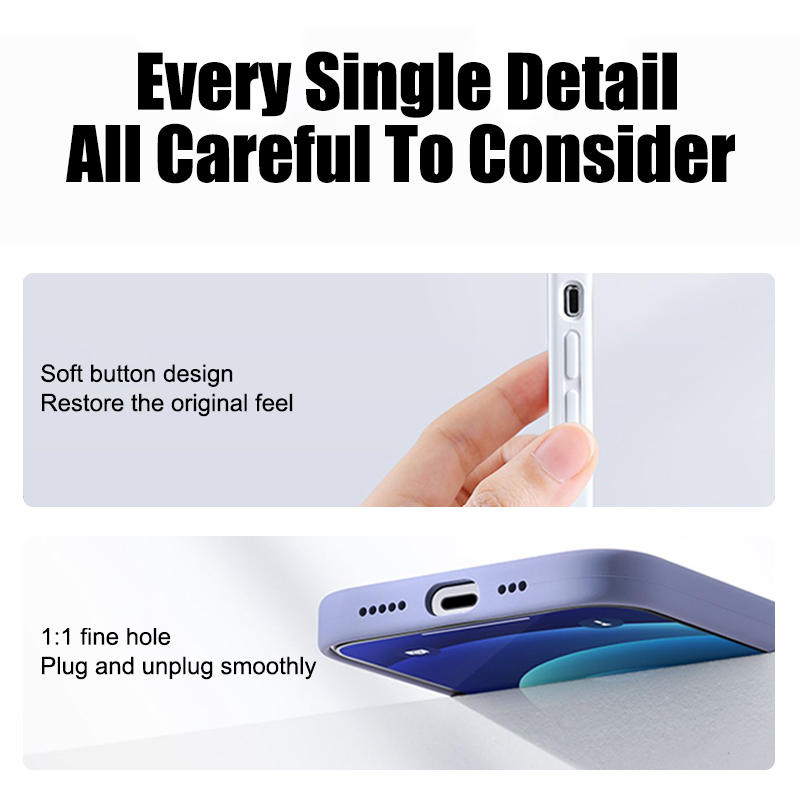 Every Single Detail
All Careful To Consider
Soft button design
Restore the original feel
1:1 fine hole
Plug and unplug smoothly